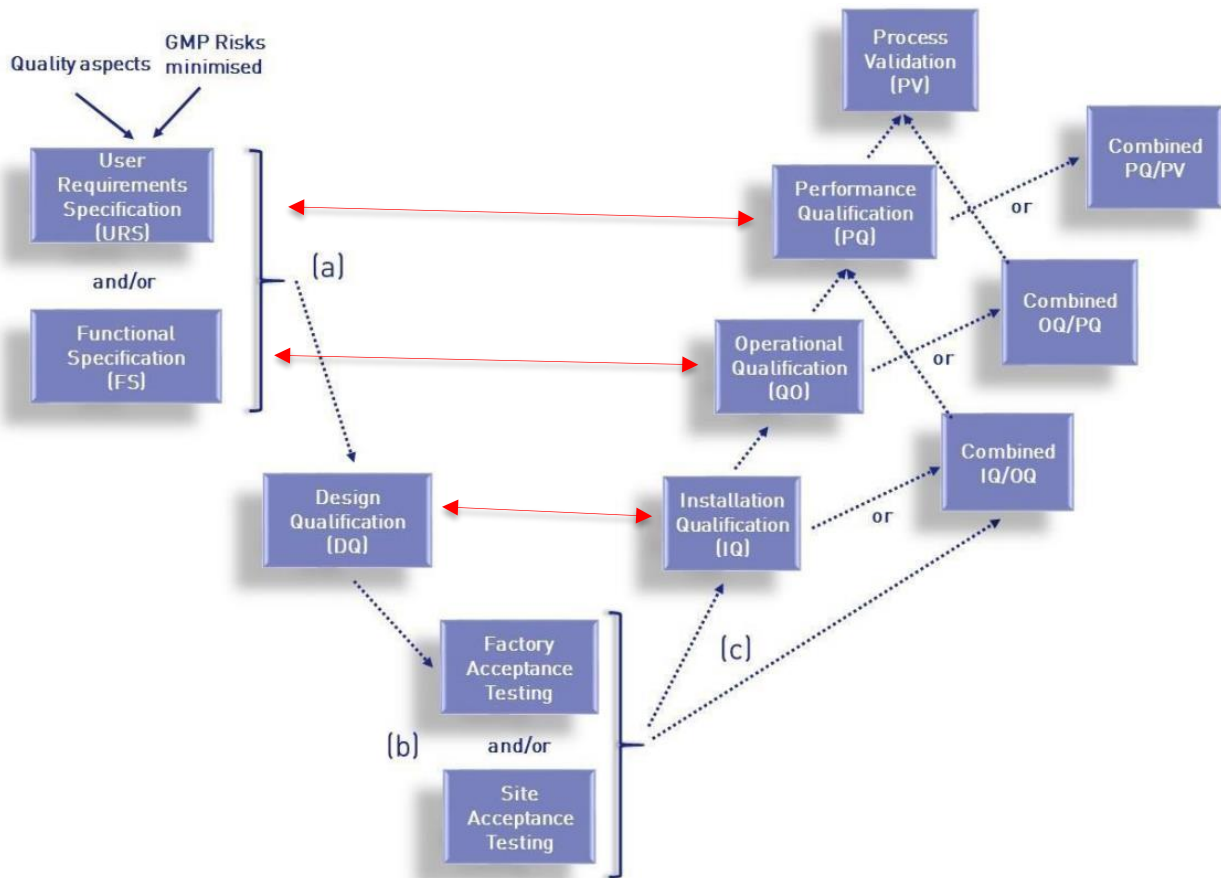 Quality aspects
GMP Risks
minimised
User
Requirements
Specification
(URS)
and/or
Functional
Specification
(FS)
(a)
Design
Qualification
(DQ)
Factory
Acceptance
Testing
(b)
and/or
Site
Acceptance
Testing
(c)
Installation
Qualification
(IQ)
or
Combined
IQ/OQ
Operational
Qualification
(QO)
or
Combined
OQ/PQ
Performance
Qualification
(PQ)
or
Combined
PQ/PV
Process
Validation
(PV)